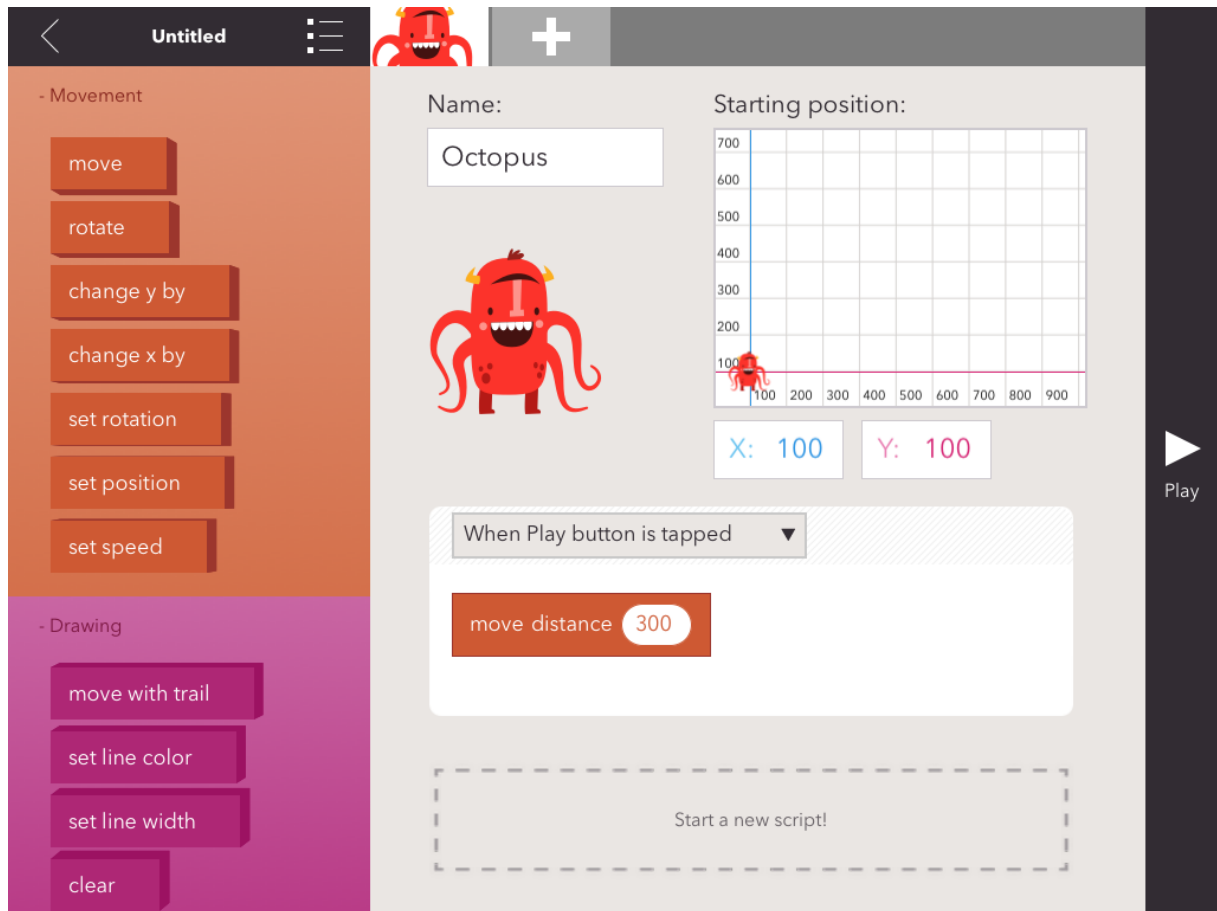 Untitled
- Movement
move
rotate
change y by
change x by
set rotation
set position
set speed
- Drawing
move with trail
set line color
set line width
clear
Name:
Octopus
Starting position:
700
600
500
400
300
200
100
100 200 300 400 500 600 700 800 900
X: 100 Y: 100
When Play button is tapped ▼
move distance 300
Start a new script!
Play